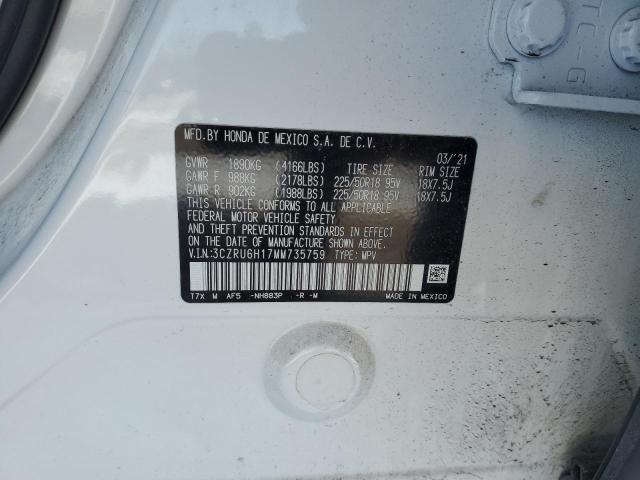 TC-G
MFD.BY HONDA DE MEXICO S.A. DE C.V.
03/'21
GVWR 1890KG (4166LBS) TIRE SIZE RIM SIZE
GAWR F 988KG (2178LBS) 225/50R18 95V 18X7.5J
GAWR R 902KG (1988LBS) 225/50R18 95V 18X7.5J
THIS VEHICLE CONFORMS TO ALL APPLICABLE
FEDERAL MOTOR VEHICLE SAFETY
AND THEFT PREVENTION STANDARDS IN EFFECT
ON THE DATE OF MANUFACTURE SHOWN ABOVE.
V.I.N.:3CZRU6H17MM735759 TYPE: MPV
T7X M AF5 -NH883P -R -M MADE IN MEXICO